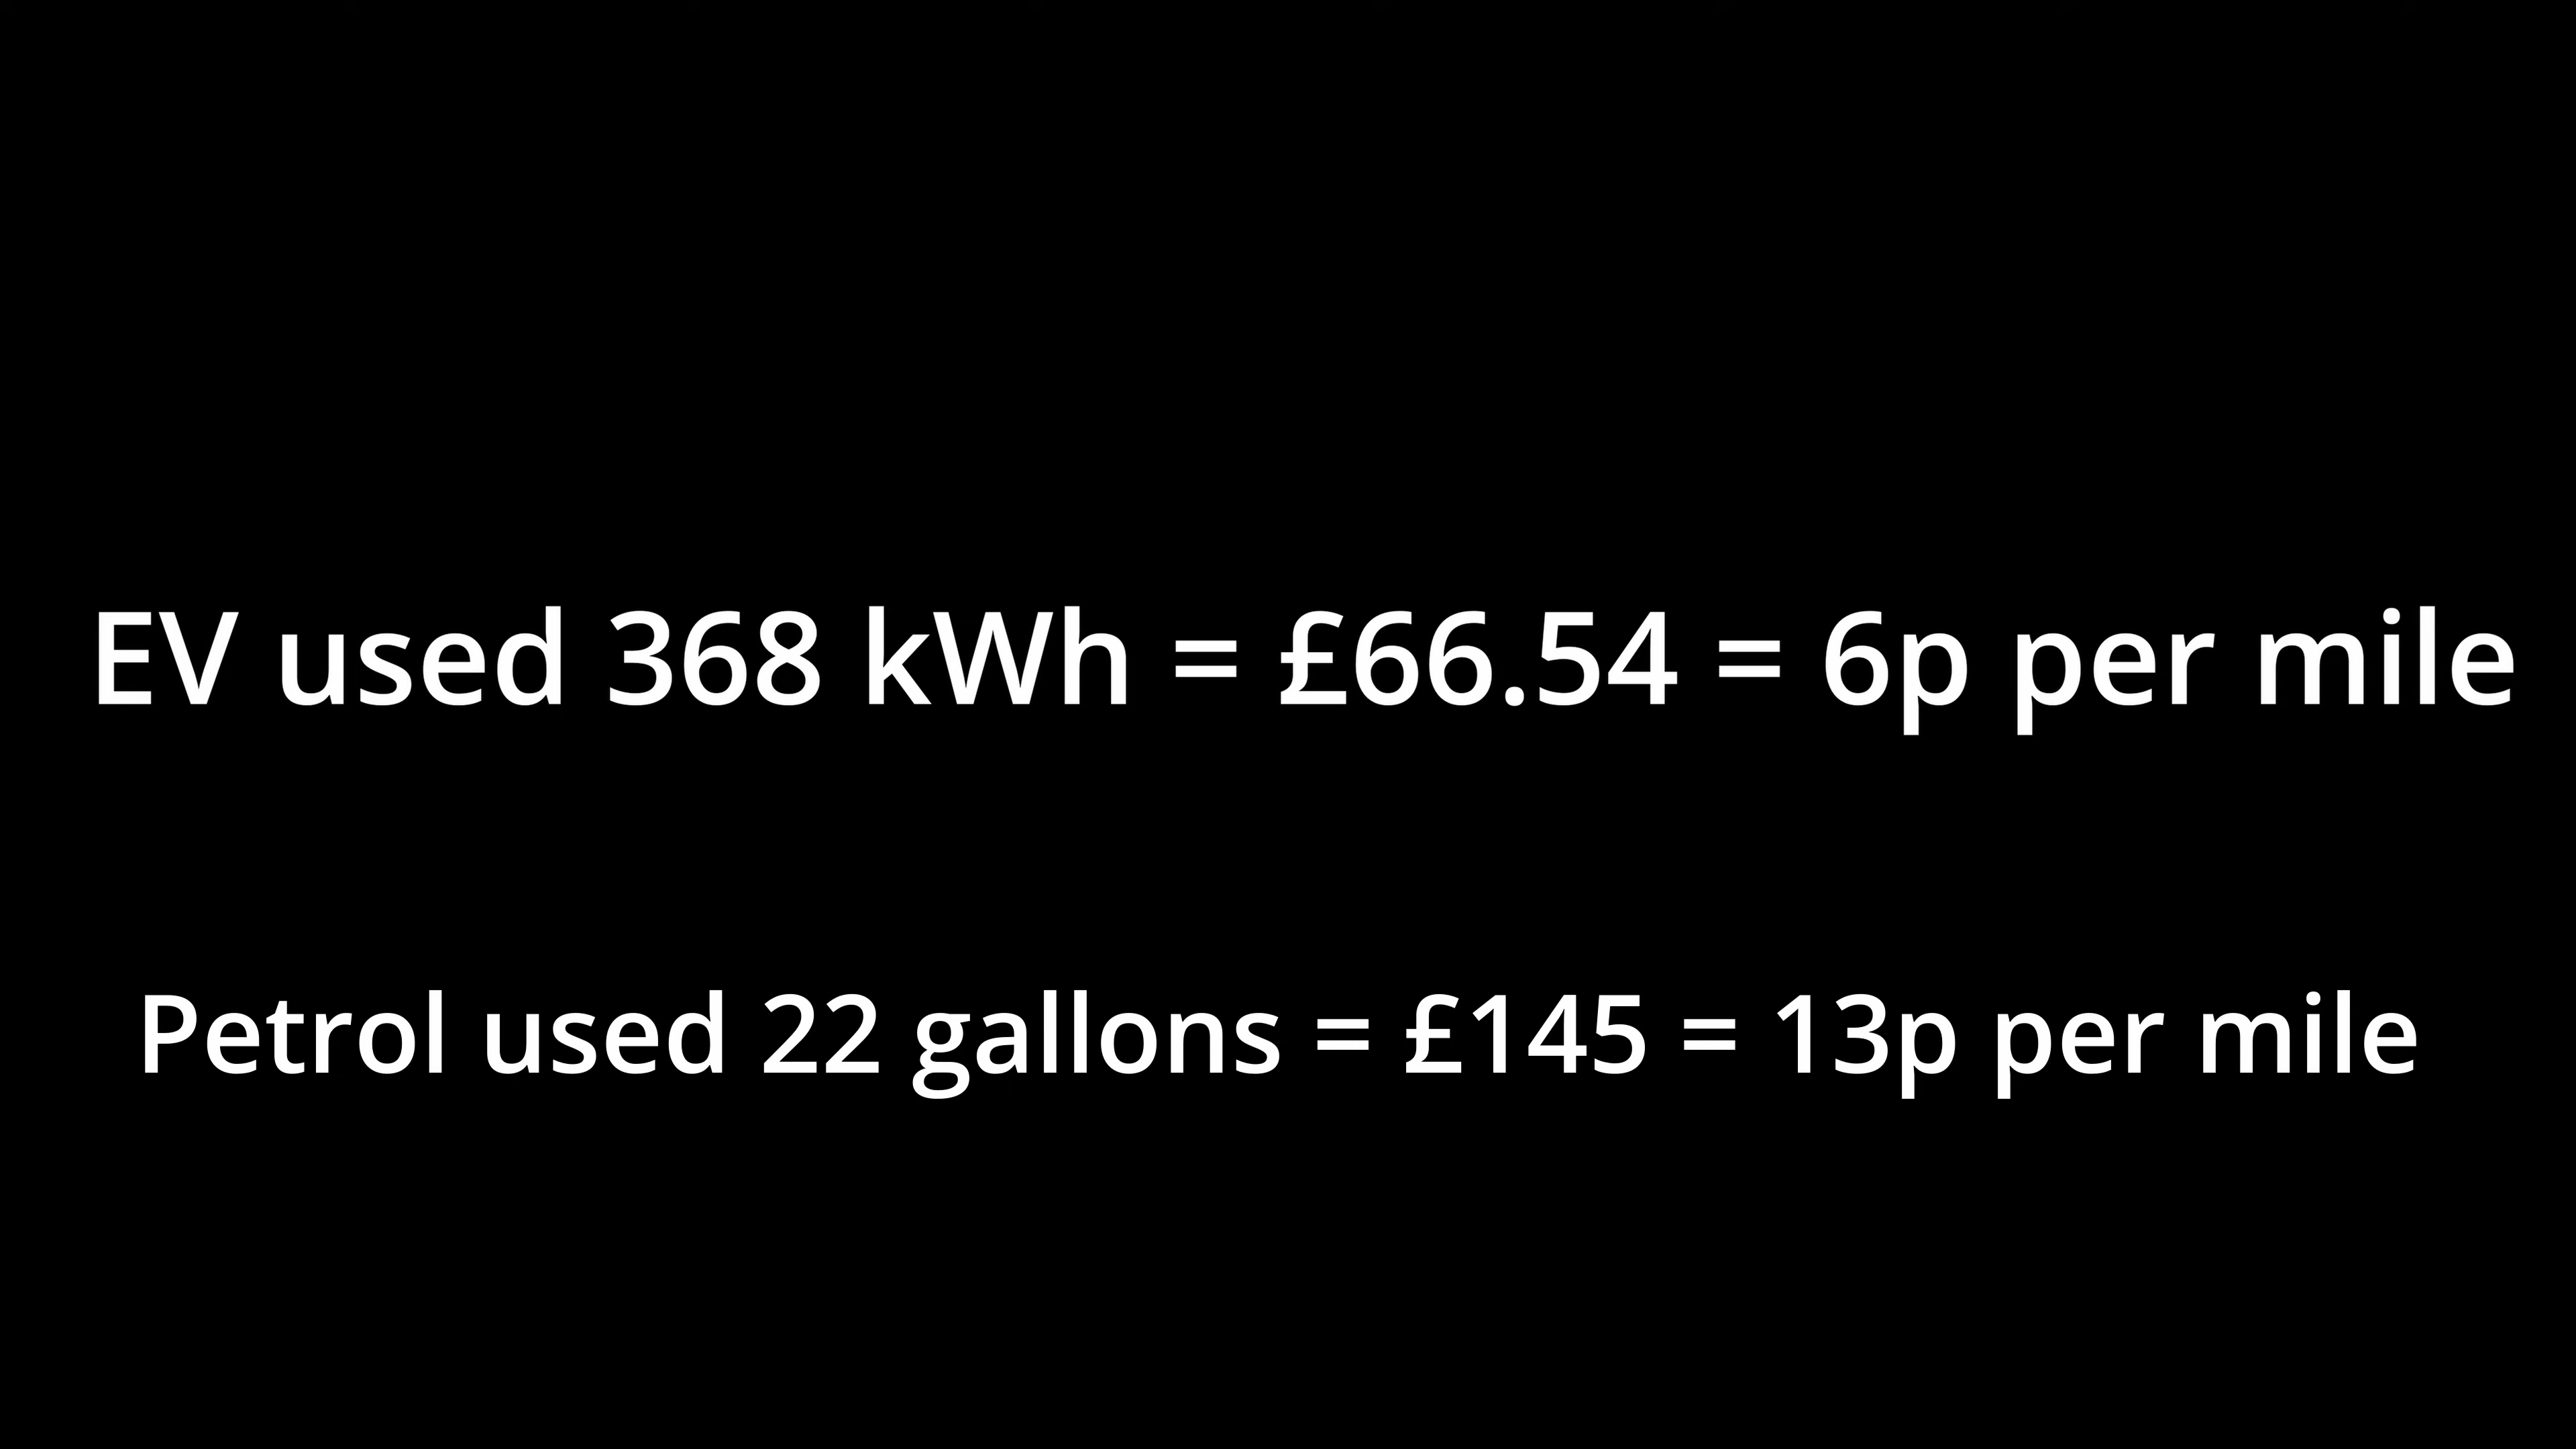 EV used 368 kWh = £66.54 = 6p per mile
Petrol used 22 gallons = £145 = 13p per mile